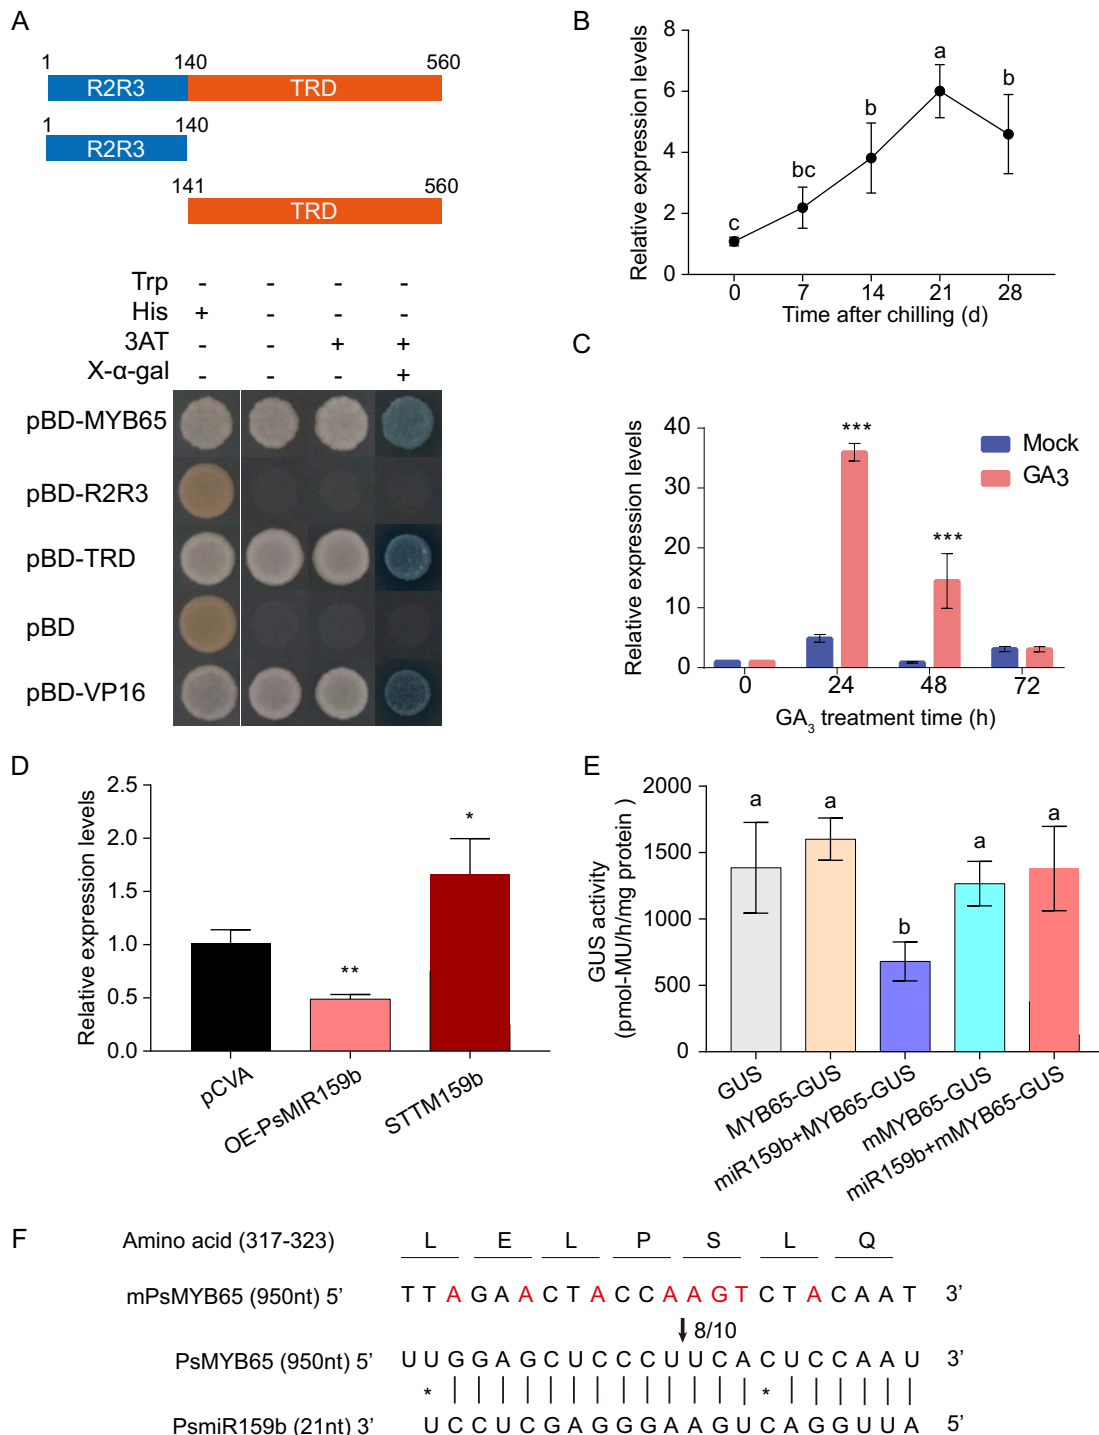 A
1 140 560
R2R3 TRD
1 140
R2R3
141 560
TRD
Trp - - - -
His + - - -
3AT - - + +
X-α-gal - - - +
pBD-MYB65
pBD-R2R3
pBD-TRD
pBD
pBD-VP16
B
Relative expression levels
8
6
4
2
0
c bc b a b
0 7 14 21 28
Time after chilling (d)
C
Relative expression levels
40
30
20
10
0
*** ***
Mock
GA3
0 24 48 72
GA3 treatment time (h)
D
Relative expression levels
2.5
2.0
1.5
1.0
0.5
0.0
** *
pCVA
OE-PsMIR159b
STTM159b
E
GUS activity
(pmol-MU/h/mg protein )
2000
1500
1000
500
0
a a b a a
GUS
MYB65-GUS
miR159b+MYB65-GUS
mMYB65-GUS
miR159b+mMYB65-GUS
F
Amino acid (317-323) L E L P S L Q
mPsMYB65 (950nt) 5’ T T A G A A C T A C C A A G T C T A C A A T 3’
8/10
PsMYB65 (950nt) 5’ U U G G A G C U C C C U U C A C U C C A A U 3’
* | | | | | | | | | | | | | * | | | | | |
PsmiR159b (21nt) 3’ U C C U C G A G G G A A G U C A G G U U A 5’